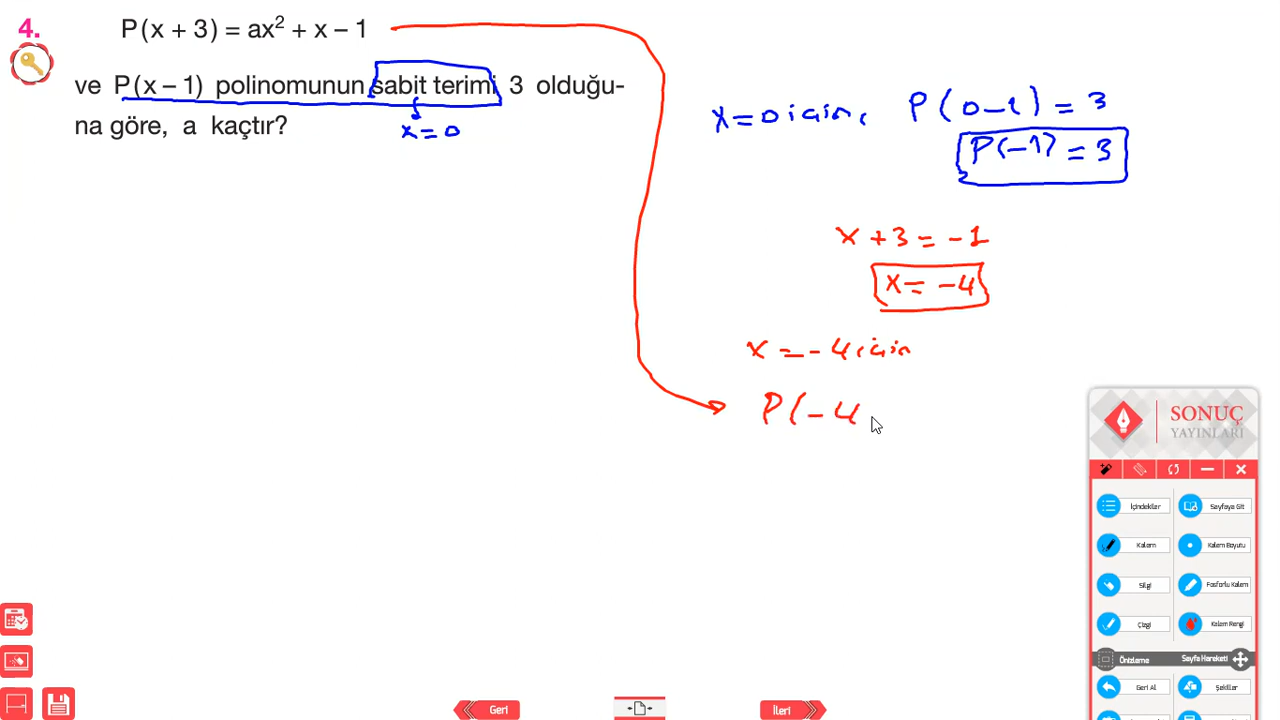 4. P(x + 3) = ax² + x – 1
ve P(x – 1) polinomunun sabit terimi 3 olduğu-
na göre, a kaçtır?
x = 0
x = 0 için, P(0-1) = 3
P(-1) = 3
x + 3 = -1
x = -4
x = -4 için
P(-4
SONUÇ
YAYINLARI
İçindekiler
Sayfaya Git
Kalem
Kalem Boyutu
Silgi
Fosforlu Kalem
Çizgi
Kalem Rengi
Önizleme
Sayfa Hareketi
Geri Al
Şekiller
Geri
İleri